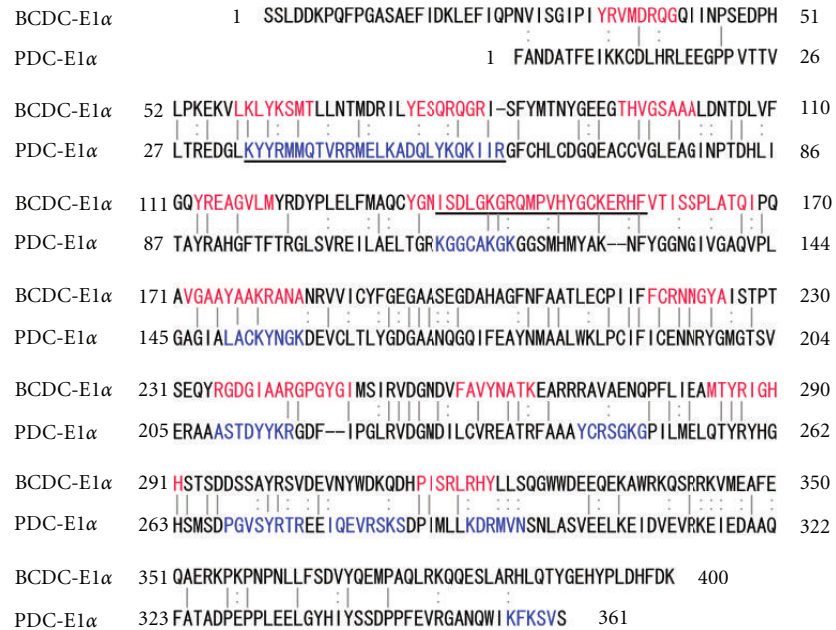 BCDC-E1α 1 SSLDDKPQFPGASAEFIDKLEFIQPNVISGIPIYRVMDRQGQIINPSEDPH 51
PDC-E1α 1 FANDATFEIKKCDLHRLEEGPPVTTV 26
BCDC-E1α 52 LPKEKVLKLYKSMTLLNTMDRILYESQRQGRI-SFYMTNYGEEGTHVGSAAALDNTDLVF 110
PDC-E1α 27 LTREDGLKYYRMMQTVRRMELKADQLYKQKIIRGFCHLCDGQEACCVGLEAGINPTDHLI 86
BCDC-E1α 111 GQYREAGVLMYRDYPLELFMAQCYGNISDLGKGRQMPVHYGCKERHFVTISSPLATQIPQ 170
PDC-E1α 87 TAYRAHGFTFTRGLSVREILAELTGRKGGCAKGKGGSMHMYAK--NFYGGNGIVGAQVPL 144
BCDC-E1α 171 AVGAAYAAKRANANRVVICYFGEGAASEGDAHAGFNFAATLECPIIFFCRNNGYAISTPT 230
PDC-E1α 145 GAGIALACKYNGKDEVCLTLYGDGAANQGQIFEAYNMAALWKLPCIFICENNRYGMGTSV 204
BCDC-E1α 231 SEQYRGDGIAARGPGYGIMSIRVDGNDVFAVYNATKEARRRAVAENQPFLIEAMTYRIGH 290
PDC-E1α 205 ERAAASTDYYKRGDF--IPGLRVDGNDILCVREATRFAAAYCRSGKGPILMELQTYRYHG 262
BCDC-E1α 291 HSTSDDSSAYRSVDEVNYWDKQDHPISRLRHYLLSQGWWDEEQEKAWRKQSRRKVMEAFE 350
PDC-E1α 263 HSMSDPGVSYRTREEIQEVRSKSDPIMLLKDRMVNSNLASVEELKEIDVEVRKEIEDAAQ 322
BCDC-E1α 351 QAERKPKPNPNLLFSDVYQEMPAQLRKQQESLARHLQTYGEHYPLDHFDK 400
PDC-E1α 323 FATADPEPPLEELGYHIYSSDPPFEVRGANQWIKFKSVS 361